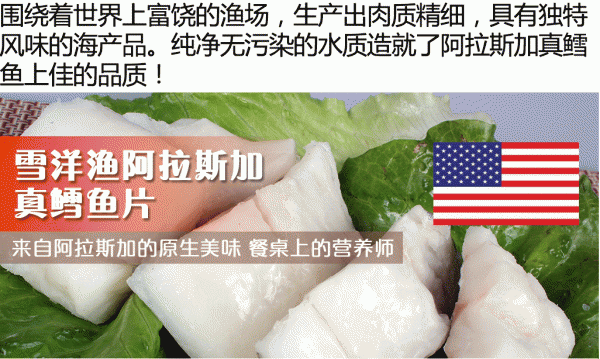 围绕着世界上富饶的渔场，生产出肉质精细，具有独特
风味的海产品。纯净无污染的水质造就了阿拉斯加真鳕
鱼上佳的品质！
雪洋渔阿拉斯加
真鳕鱼片
来自阿拉斯加的原生美味 餐桌上的营养师